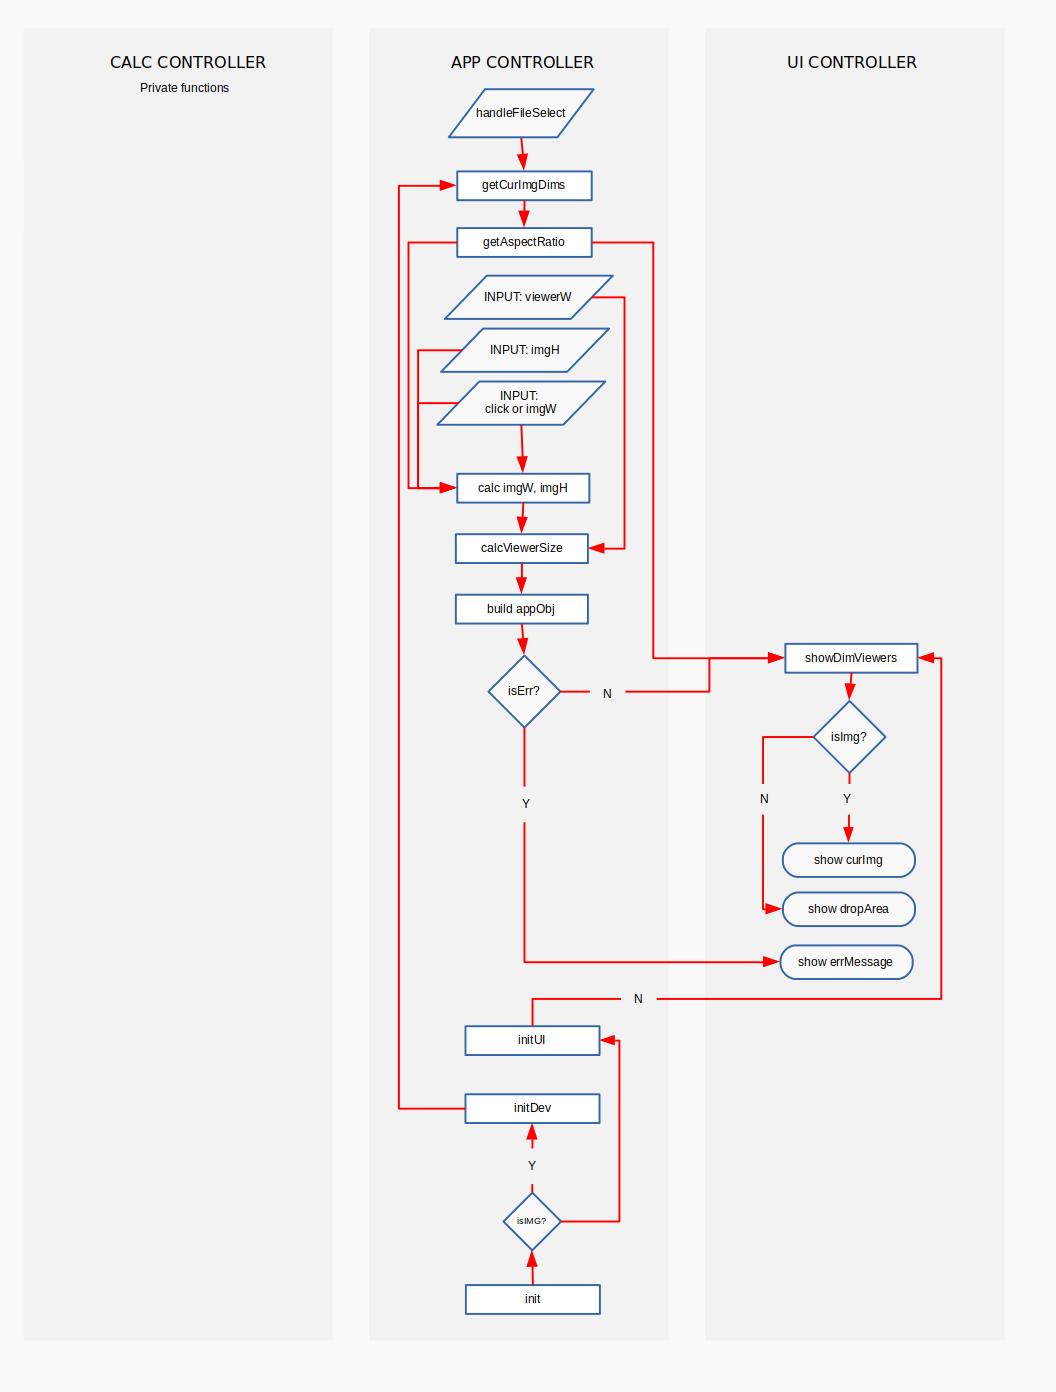 CALC CONTROLLER
Private functions
APP CONTROLLER
UI CONTROLLER
handleFileSelect
getCurImgDims
getAspectRatio
INPUT: viewerW
INPUT: imgH
INPUT:
click or imgW
calc imgW, imgH
calcViewerSize
build appObj
isErr?
N
Y
showDimViewers
isImg?
N
Y
show curImg
show dropArea
show errMessage
N
initUI
initDev
Y
isIMG?
init